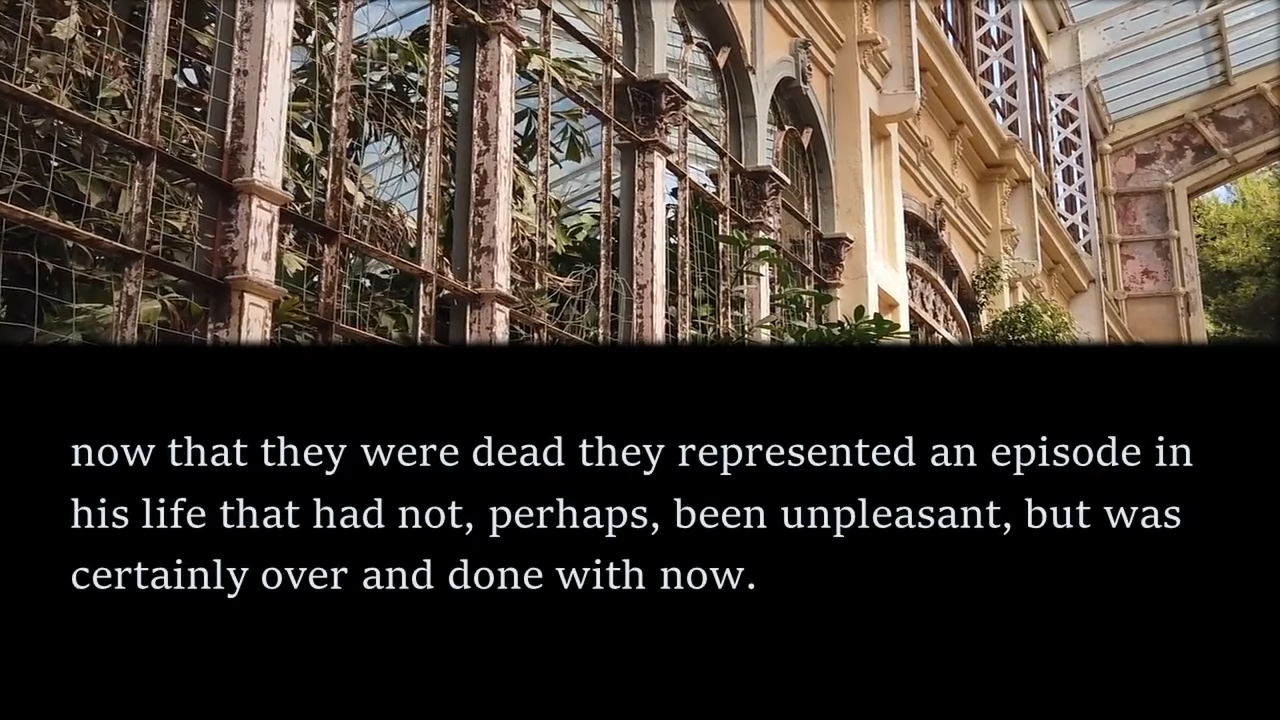 now that they were dead they represented an episode in
his life that had not, perhaps, been unpleasant, but was
certainly over and done with now.